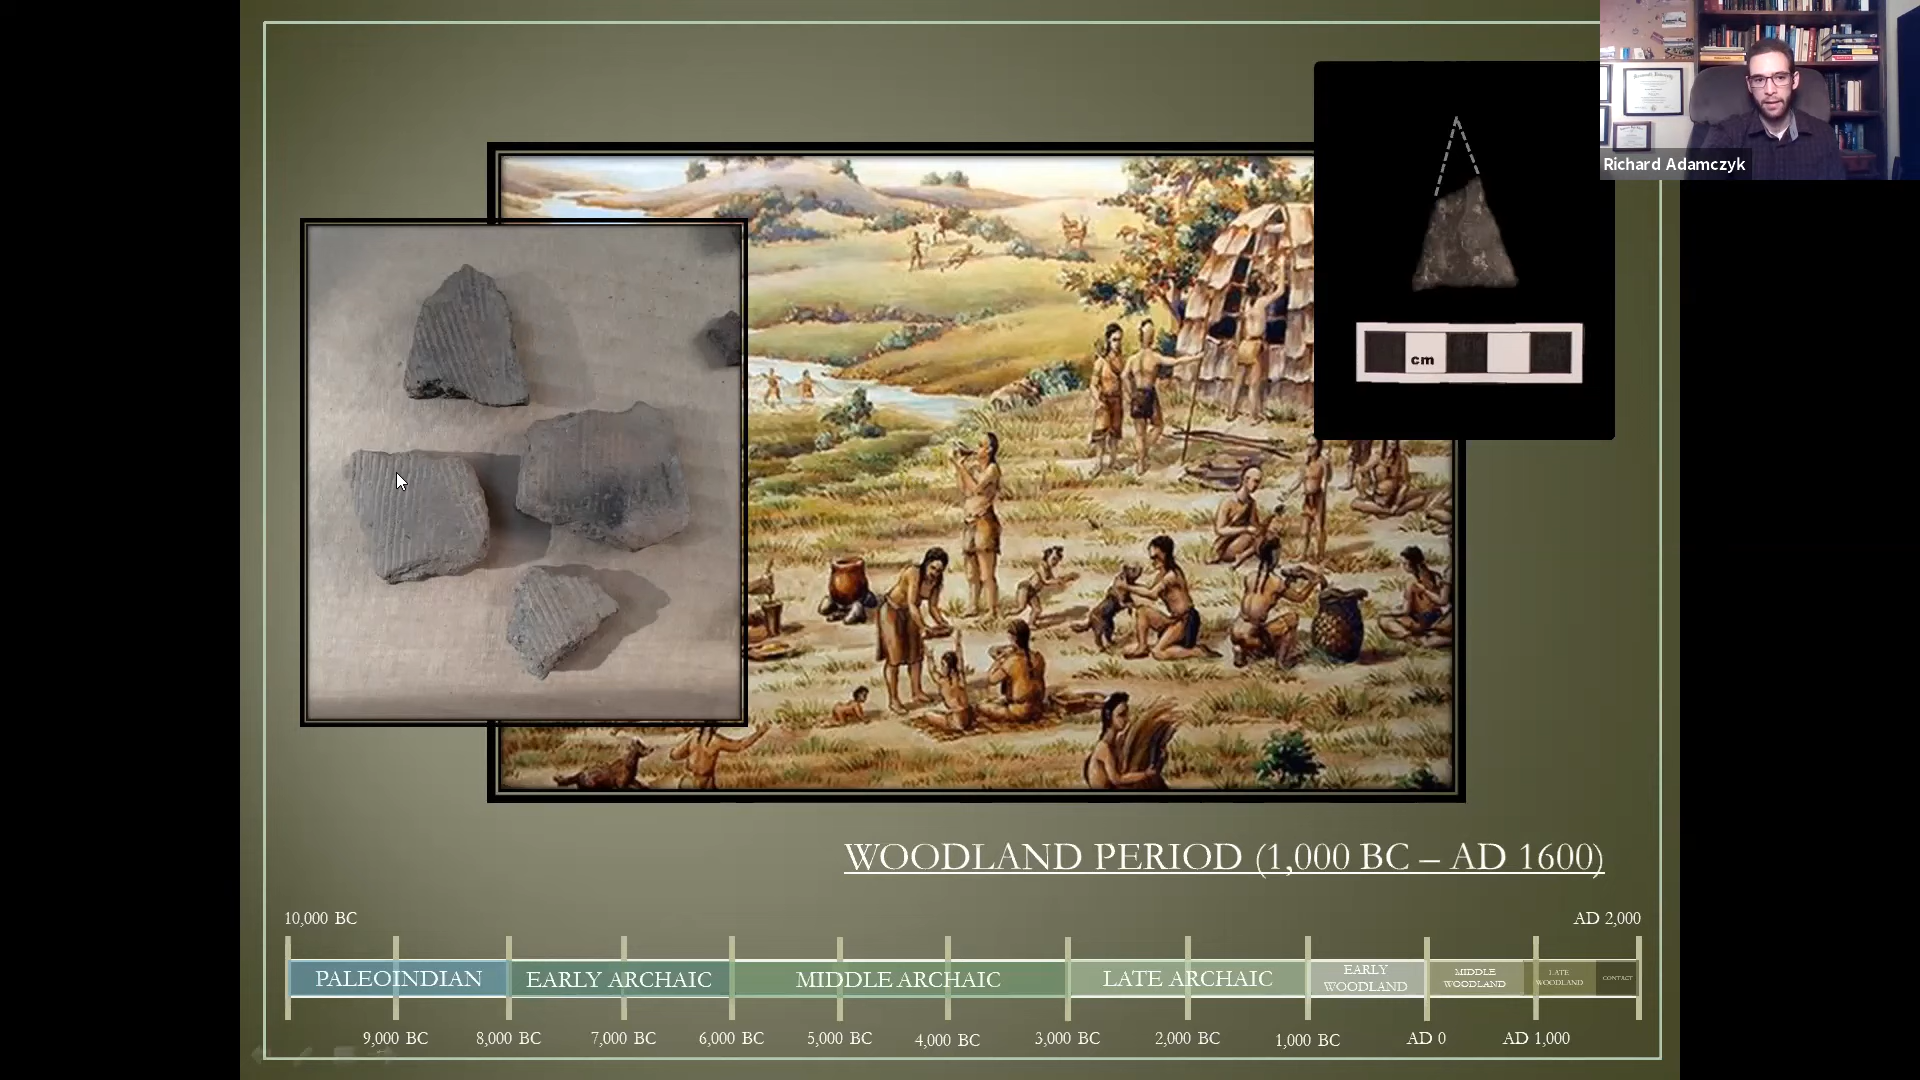 Richard Adamczyk
cm
WOODLAND PERIOD (1,000 BC – AD 1600)
10,000 BC
AD 2,000
PALEOINDIAN
EARLY ARCHAIC
MIDDLE ARCHAIC
LATE ARCHAIC
EARLY
WOODLAND
MIDDLE
WOODLAND
LATE
WOODLAND
CONTACT
9,000 BC
8,000 BC
7,000 BC
6,000 BC
5,000 BC
4,000 BC
3,000 BC
2,000 BC
1,000 BC
AD 0
AD 1,000